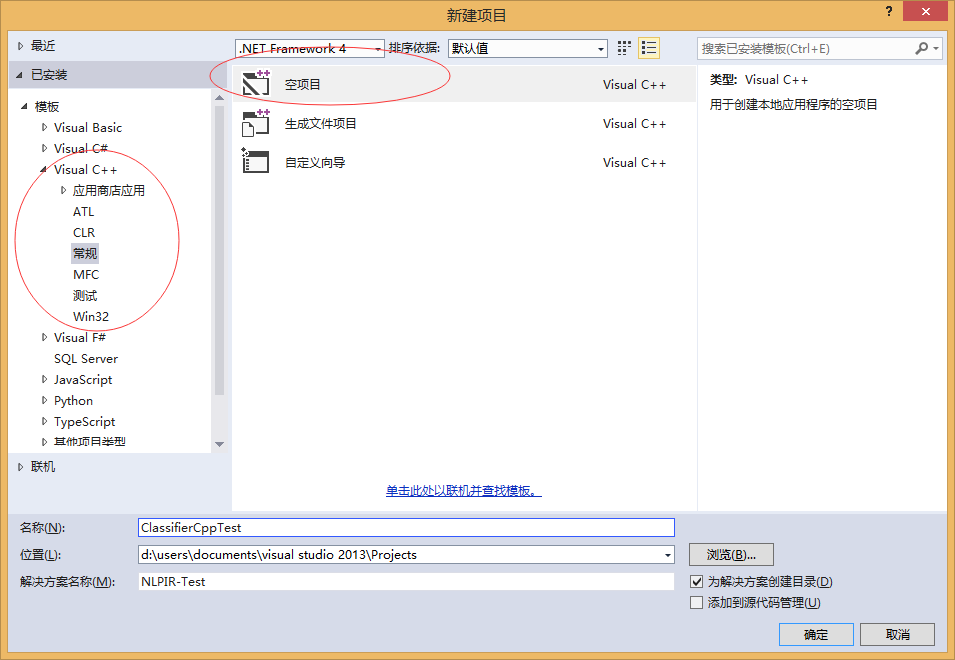 新建项目
?
最近
.NET Framework 4
排序依据:
默认值
搜索已安装模板(Ctrl+E)
已安装
模板
Visual Basic
Visual C#
Visual C++
应用商店应用
ATL
CLR
常规
MFC
测试
Win32
Visual F#
SQL Server
JavaScript
Python
TypeScript
其他项目类型
联机
空项目 Visual C++
生成文件项目 Visual C++
自定义向导 Visual C++
单击此处以联机并查找模板。
类型: Visual C++
用于创建本地应用程序的空项目
名称(N): ClassifierCppTest
位置(L): d:\users\documents\visual studio 2013\Projects
浏览(B)...
解决方案名称(M): NLPIR-Test
为解决方案创建目录(D)
添加到源代码管理(U)
确定
取消